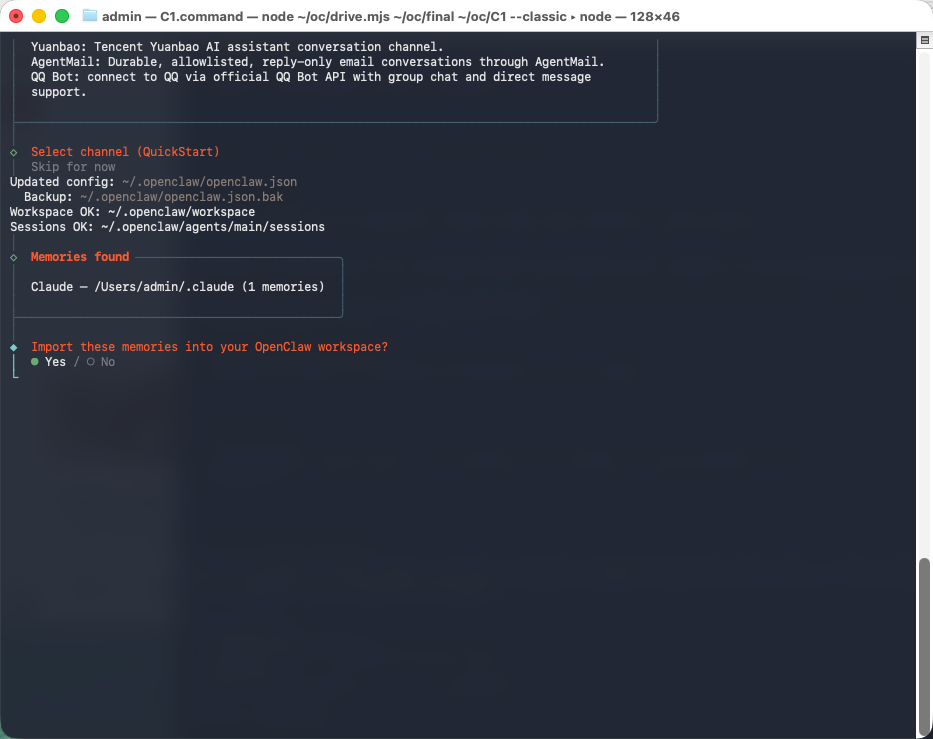 admin — C1.command — node ~/oc/drive.mjs ~/oc/final ~/oc/C1 --classic ▸ node — 128×46
Yuanbao: Tencent Yuanbao AI assistant conversation channel.
AgentMail: Durable, allowlisted, reply-only email conversations through AgentMail.
QQ Bot: connect to QQ via official QQ Bot API with group chat and direct message
support.
Select channel (QuickStart)
Skip for now
Updated config: ~/.openclaw/openclaw.json
Backup: ~/.openclaw/openclaw.json.bak
Workspace OK: ~/.openclaw/workspace
Sessions OK: ~/.openclaw/agents/main/sessions
Memories found
Claude — /Users/admin/.claude (1 memories)
Import these memories into your OpenClaw workspace?
● Yes / ○ No